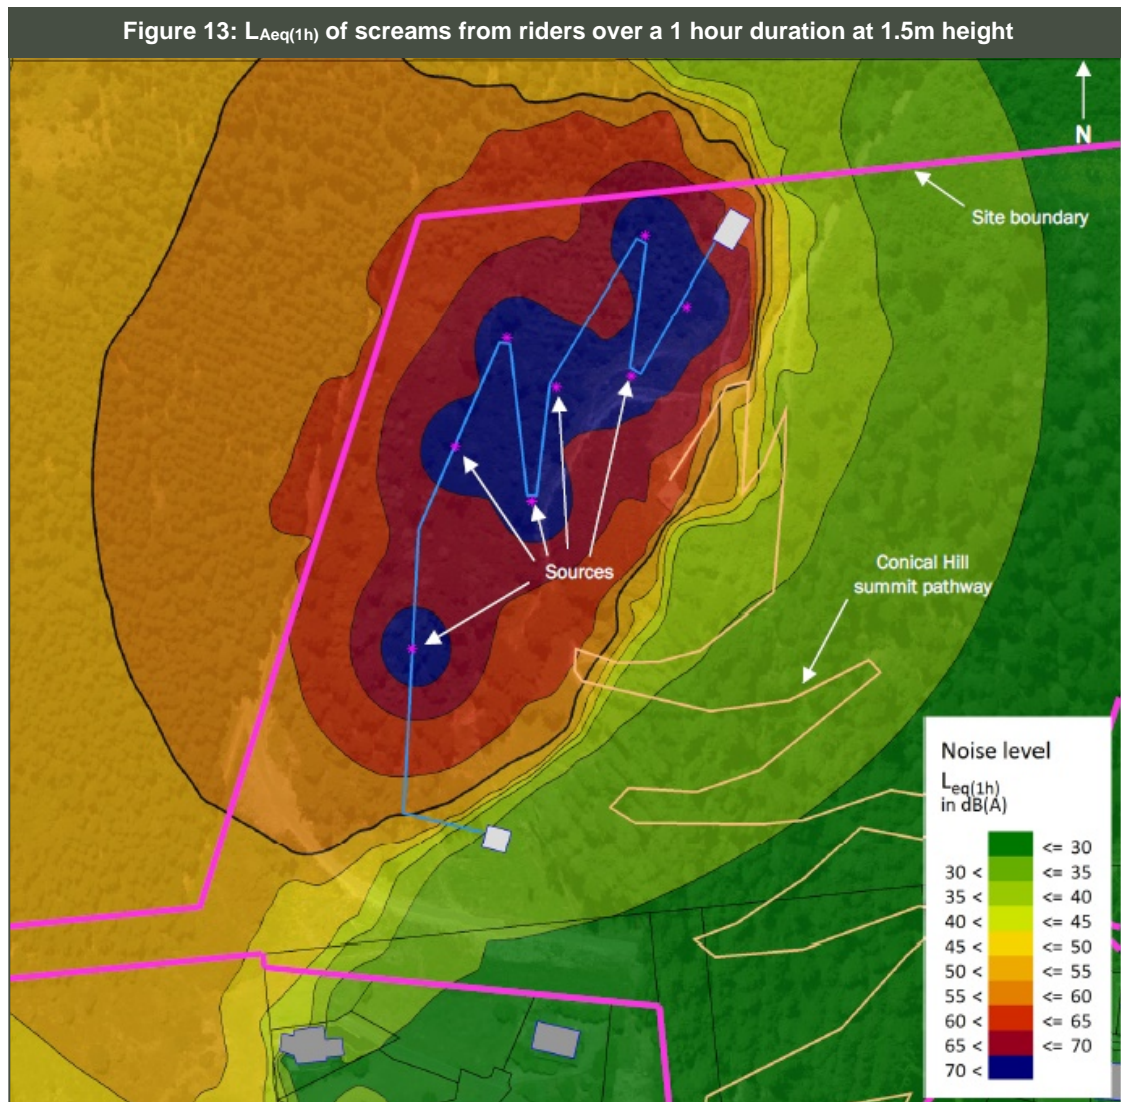 Figure 13: LAeq(1h) of screams from riders over a 1 hour duration at 1.5m height
N
Site boundary
Sources
Conical Hill
summit pathway
Noise level
Leq(1h)
in dB(A)
<= 30
30 < <= 35
35 < <= 40
40 < <= 45
45 < <= 50
50 < <= 55
55 < <= 60
60 < <= 65
65 < <= 70
70 <